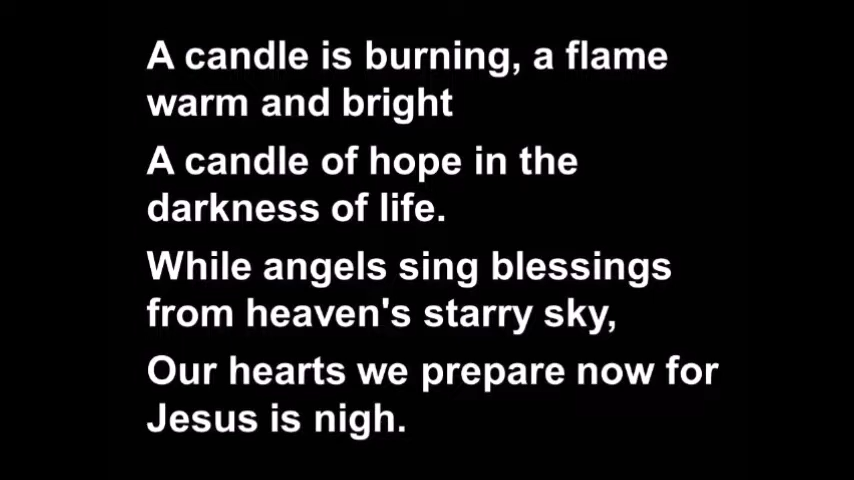 A candle is burning, a flame
warm and bright
A candle of hope in the
darkness of life.
While angels sing blessings
from heaven's starry sky,
Our hearts we prepare now for
Jesus is nigh.